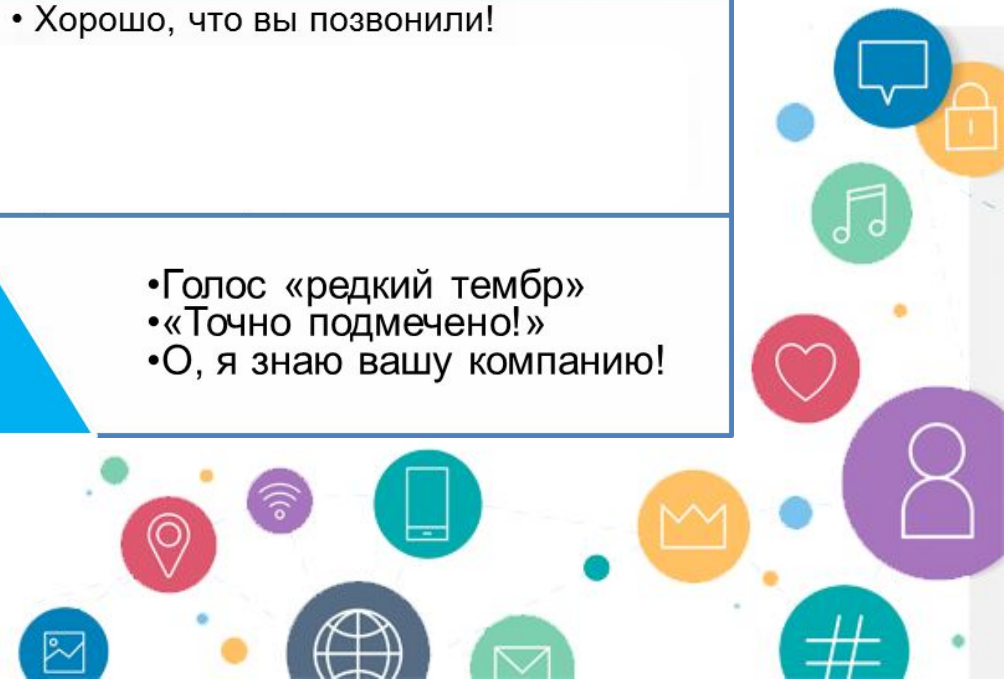 • Хорошо, что вы позвонили!
•Голос «редкий тембр»
•«Точно подмечено!»
•О, я знаю вашу компанию!